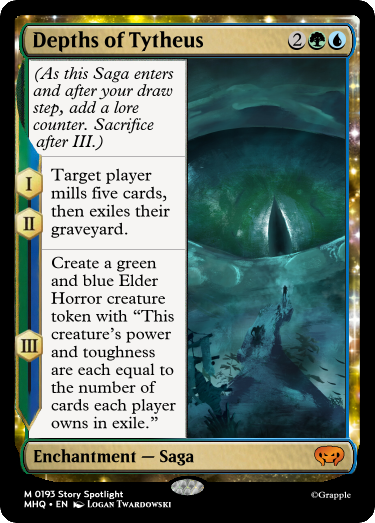 Depths of Tytheus 2
(As this Saga enters
and after your draw
step, add a lore
counter. Sacrifice
after III.)
I
Target player
mills five cards,
then exiles their
graveyard.
II
Create a green
and blue Elder
Horror creature
token with “This
creature’s power
and toughness
are each equal to
the number of
cards each player
owns in exile.”
III
Enchantment — Saga
M 0193 Story Spotlight
MHQ • EN Logan Twardowski
©Grapple